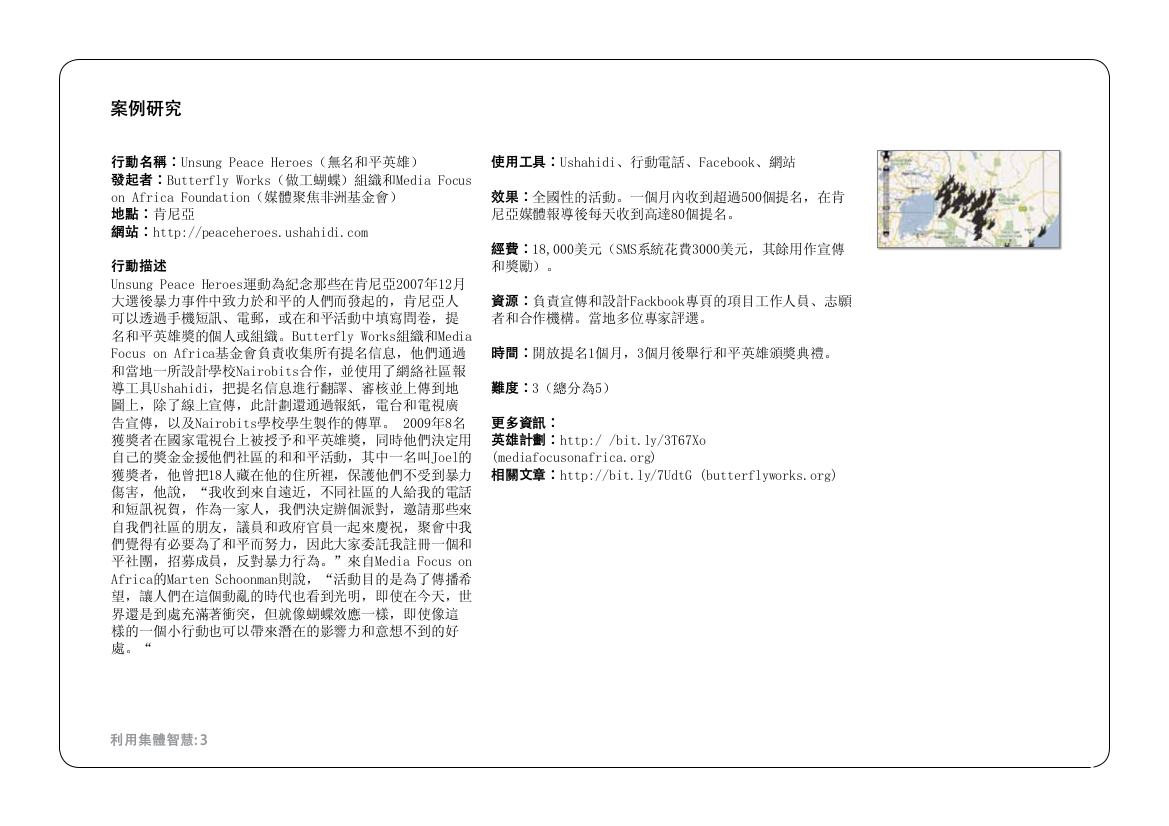 案例研究
行動名稱：Unsung Peace Heroes（無名和平英雄）
發起者：Butterfly Works（做工蝴蝶）組織和Media Focus
on Africa Foundation（媒體聚焦非洲基金會）
地點：肯尼亞
網站：http://peaceheroes.ushahidi.com
行動描述
Unsung Peace Heroes運動為紀念那些在肯尼亞2007年12月
大選後暴力事件中致力於和平的人們而發起的，肯尼亞人
可以透過手機短訊、電郵，或在和平活動中填寫問卷，提
名和平英雄獎的個人或組織。Butterfly Works組織和Media
Focus on Africa基金會負責收集所有提名信息，他們通過
和當地一所設計學校Nairobits合作，並使用了網絡社區報
導工具Ushahidi，把提名信息進行翻譯、審核並上傳到地
圖上，除了線上宣傳，此計劃還通過報紙，電台和電視廣
告宣傳，以及Nairobits學校學生製作的傳單。 2009年8名
獲獎者在國家電視台上被授予和平英雄獎，同時他們決定用
自己的獎金金援他們社區的和和平活動，其中一名叫Joel的
獲獎者，他曾把18人藏在他的住所裡，保護他們不受到暴力
傷害，他說，“我收到來自遠近，不同社區的人給我的電話
和短訊祝賀，作為一家人，我們決定辦個派對，邀請那些來
自我們社區的朋友，議員和政府官員一起來慶祝，聚會中我
們覺得有必要為了和平而努力，因此大家委託我註冊一個和
平社團，招募成員，反對暴力行為。”來自Media Focus on
Africa的Marten Schoonman則說，“活動目的是為了傳播希
望，讓人們在這個動亂的時代也看到光明，即使在今天，世
界還是到處充滿著衝突，但就像蝴蝶效應一樣，即使像這
樣的一個小行動也可以帶來潛在的影響力和意想不到的好
處。“
使用工具：Ushahidi、行動電話、Facebook、網站
效果：全國性的活動。一個月內收到超過500個提名，在肯
尼亞媒體報導後每天收到高達80個提名。
經費：18,000美元（SMS系統花費3000美元，其餘用作宣傳
和獎勵）。
資源：負責宣傳和設計Fackbook專頁的項目工作人員、志願
者和合作機構。當地多位專家評選。
時間：開放提名1個月，3個月後舉行和平英雄頒獎典禮。
難度：3（總分為5）
更多資訊：
英雄計劃：http:/ /bit.ly/3T67Xo
(mediafocusonafrica.org)
相關文章：http://bit.ly/7UdtG (butterflyworks.org)
利用集體智慧:3